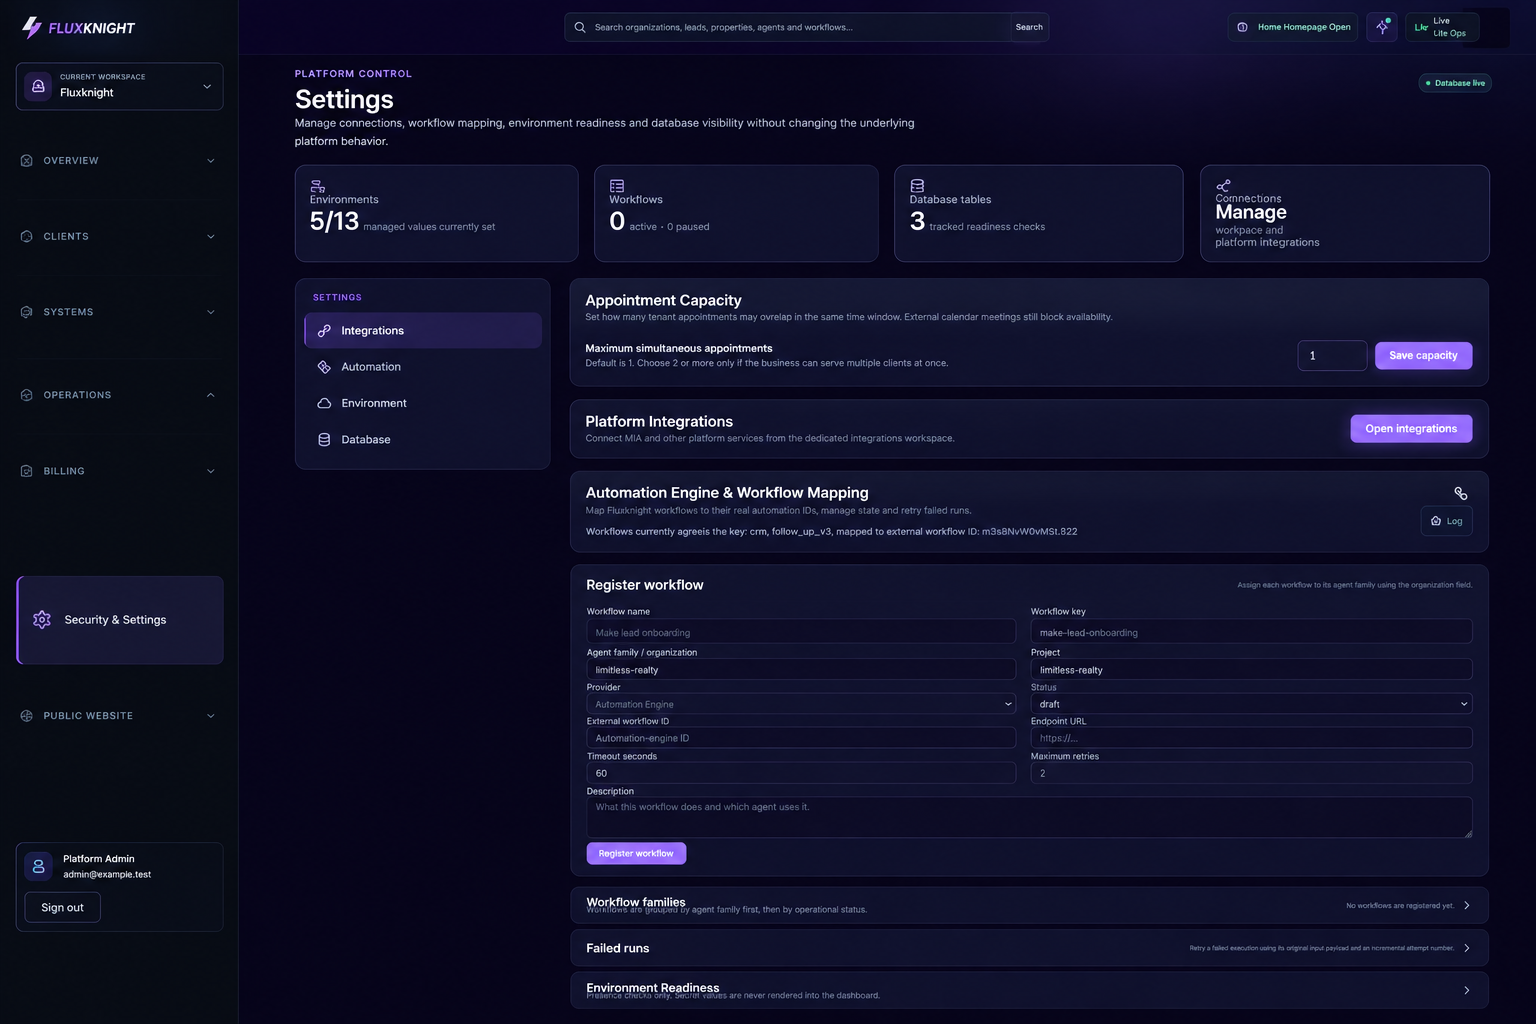 FLUXKNIGHT
Search organizations, leads, properties, agents and workflows...
Search
Home Homepage Open
Live
Lite Ops
CURRENT WORKSPACE
Fluxknight
OVERVIEW
CLIENTS
SYSTEMS
OPERATIONS
BILLING
Security & Settings
PUBLIC WEBSITE
Platform Admin
admin@example.test
Sign out
PLATFORM CONTROL
Settings
Manage connections, workflow mapping, environment readiness and database visibility without changing the underlying
platform behavior.
Database live
Environments
5/13 managed values currently set
Workflows
0 active • 0 paused
Database tables
3 tracked readiness checks
Connections
Manage
workpace and
platform integrations
SETTINGS
Integrations
Automation
Environment
Database
Appointment Capacity
Set how many tenant appointments may ovrelap in the same time window. External calendar meetings still block availability.
Maximum simultaneous appointments
Default is 1. Choose 2 or more only if the business can serve multiple clients at once.
1
Save capacity
Platform Integrations
Connect MIA and other platform services from the dedicated integrations workspace.
Open integrations
Automation Engine & Workflow Mapping
Map Fluxknight workflows to their real automation IDs, manage state and retry failed runs.
Workflows currently agreeis the key: crm, follow_up_v3, mapped to external workflow ID: m3s8NvW0vMSt.822
Log
Register workflow
Assign each workflow to its agent family using the organization field.
Workflow name
Make lead onboarding
Workflow key
make-lead-onboarding
Agent family / organization
limitless-realty
Project
limitless-realty
Provider
Automation Engine
Status
draft
External workflow ID
Automation-engine ID
Endpoint URL
https://...
Timeout seconds
60
Maximum retries
2
Description
What this workflow does and which agent uses it.
Register workflow
Workflow families
Workflows are grouped by agent family first, then by operational status.
No workflows are registered yet.
Failed runs
Retry a failed execution using its original input payload and an ncremental attempt number.
Environment Readiness
checks only. values are never rendered into the dashboard.